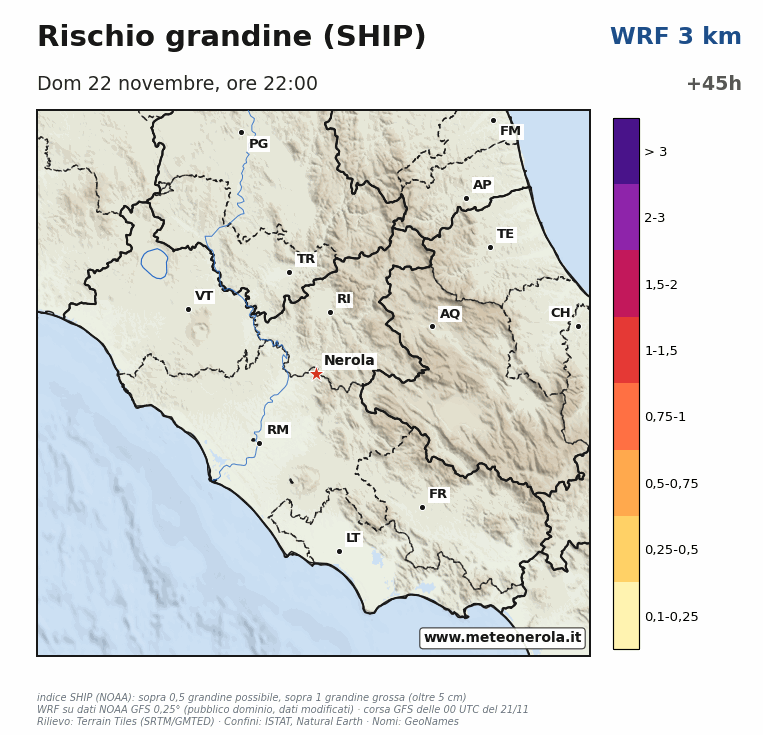 Rischio grandine (SHIP)
WRF 3 km
Dom 22 novembre, ore 22:00
+45h
FM
PG
> 3
AP
2-3
TE
TR
VT
RI
1,5-2
AQ
CH
1-1,5
Nerola
0,75-1
RM
0,5-0,75
FR
LT
0,25-0,5
0,1-0,25
www.meteonerola.it
indice SHIP (NOAA): sopra 0,5 grandine possibile, sopra 1 grandine grossa (oltre 5 cm)
WRF su dati NOAA GFS 0,25° (pubblico dominio, dati modificati) · corsa GFS delle 00 UTC del 21/11
Rilievo: Terrain Tiles (SRTM/GMTED) · Confini: ISTAT, Natural Earth · Nomi: GeoNames